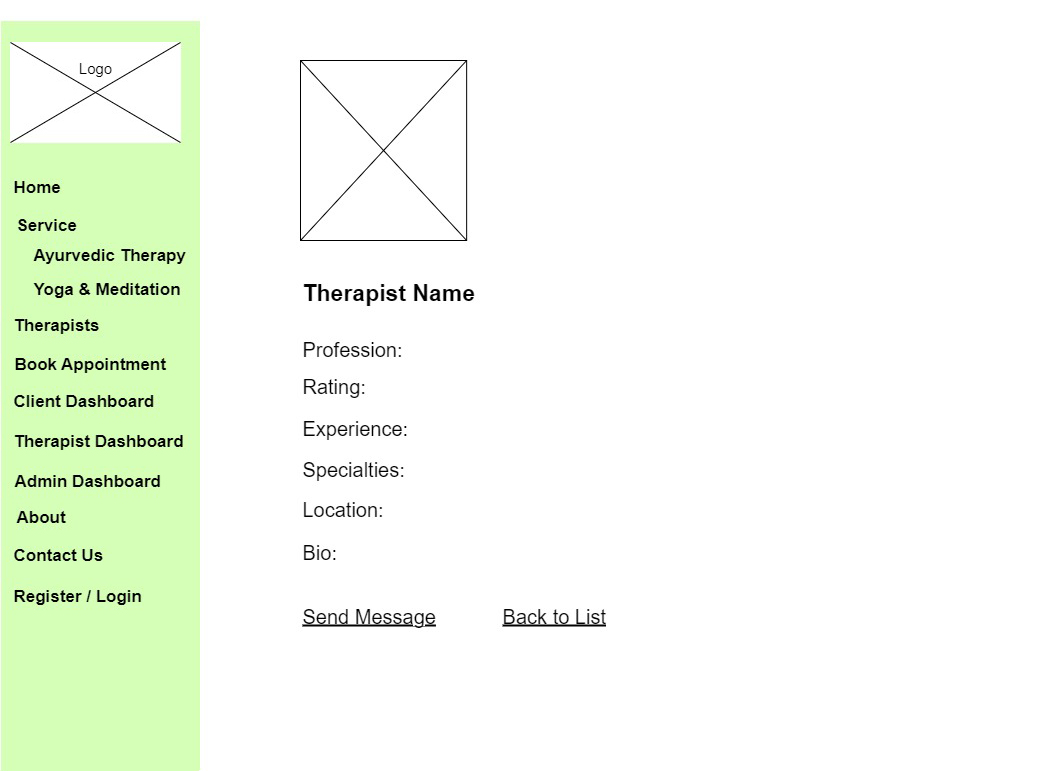 Logo
Home
Service
Ayurvedic Therapy
Yoga & Meditation
Therapists
Book Appointment
Client Dashboard
Therapist Dashboard
Admin Dashboard
About
Contact Us
Register / Login
Therapist Name
Profession:
Rating:
Experience:
Specialties:
Location:
Bio:
Send Message
Back to List